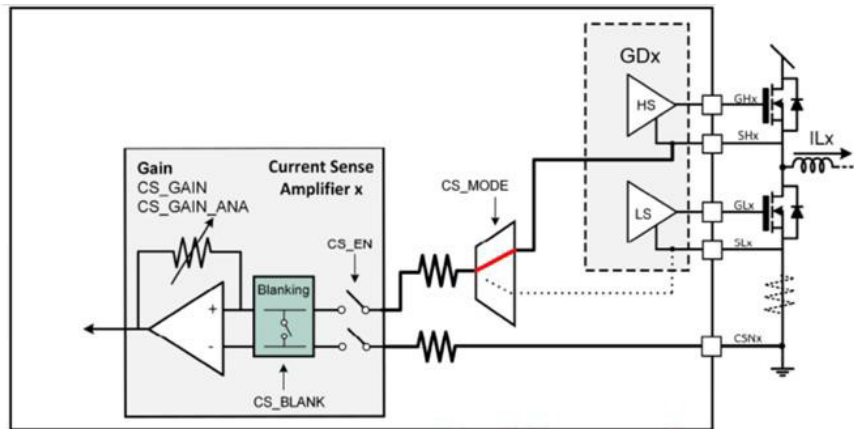 GDx
HS
GHx
SHx
ILx
Gain
CS_GAIN
CS_GAIN_ANA
Current Sense
Amplifier x
CS_MODE
LS
GLx
SLx
CS_EN
Blanking
+
-
CSNx
CS_BLANK